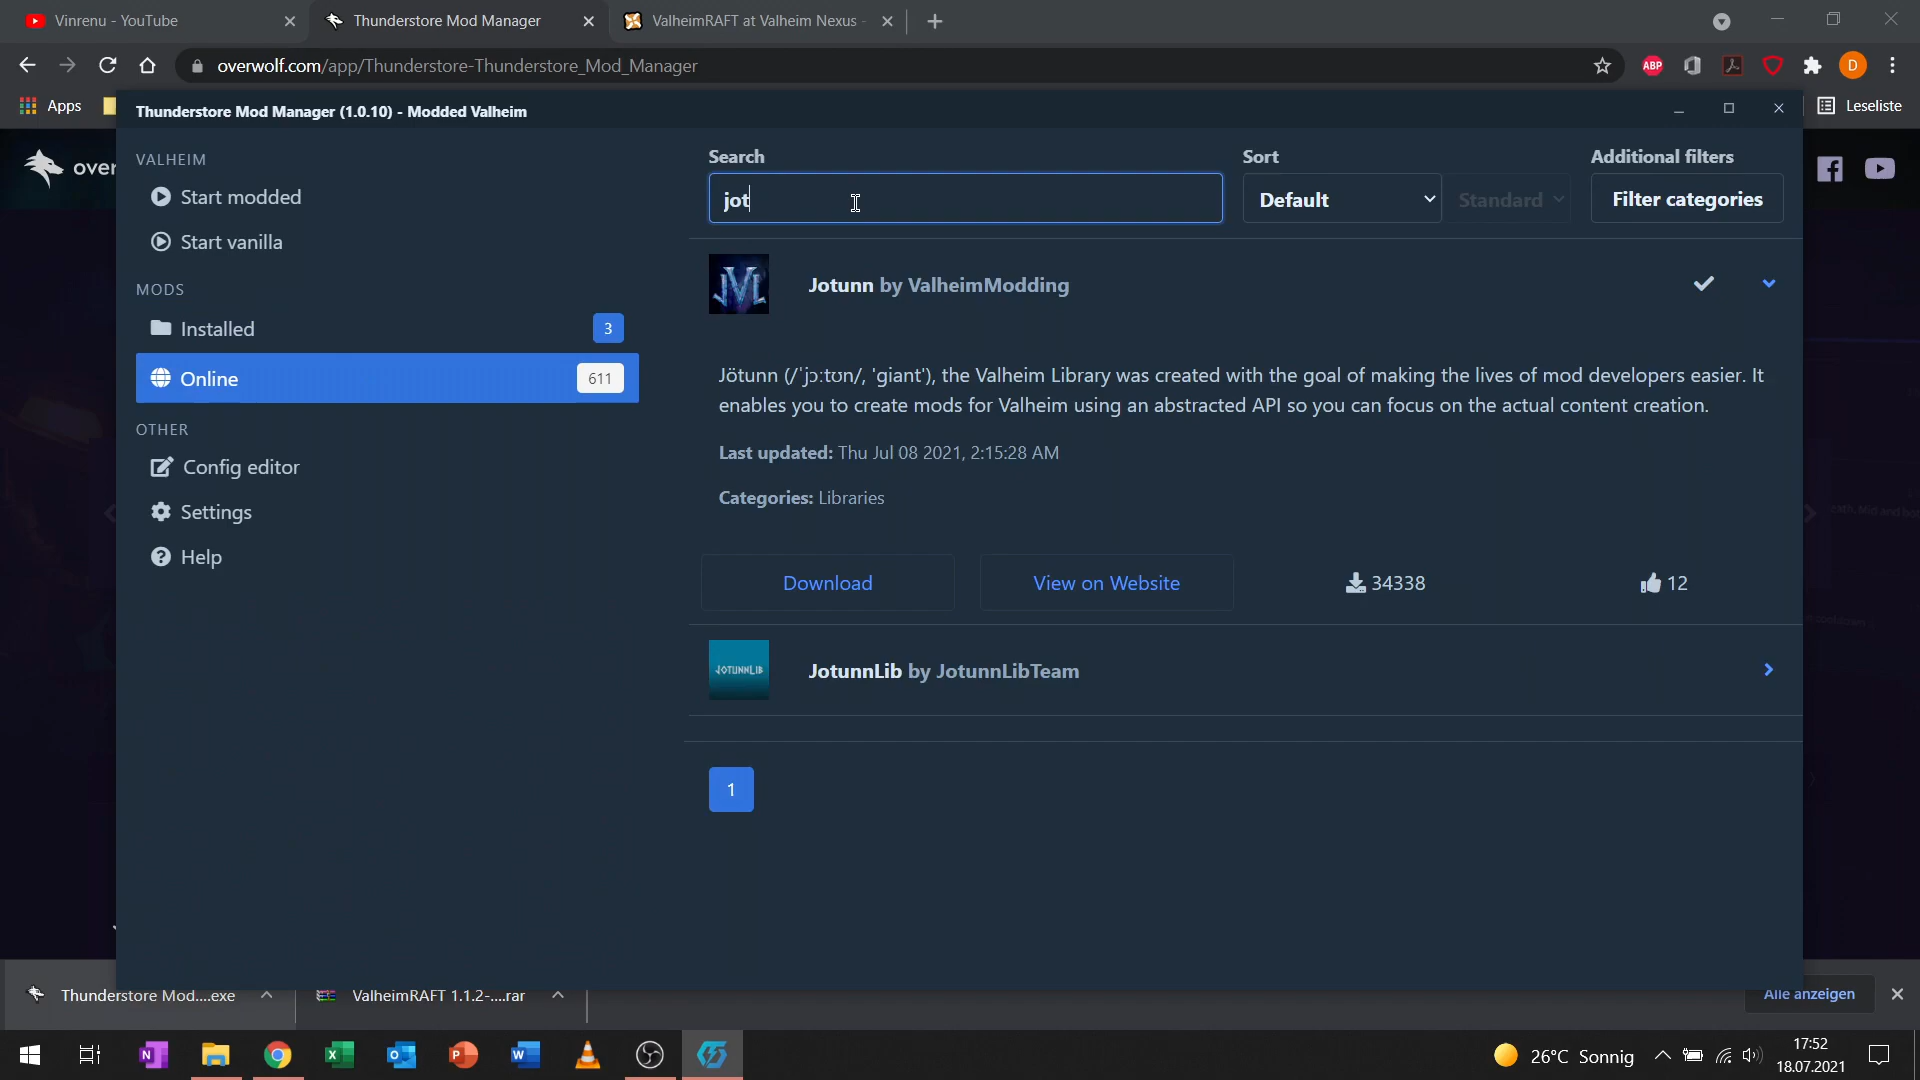 Vinrenu - YouTube
Thunderstore Mod Manager
ValheimRAFT at Valheim Nexus -
overwolf.com/app/Thunderstore-Thunderstore_Mod_Manager
ABP
D
Apps
Leseliste
Thunderstore Mod Manager (1.0.10) - Modded Valheim
over
VALHEIM
Start modded
Start vanilla
MODS
Installed
3
Online
611
OTHER
Config editor
Settings
Help
Search
Sort
Additional filters
jot
Default
Standard
Filter categories
Jotunn by ValheimModding
Jötunn (/ˈjɔːtʊn/, 'giant'), the Valheim Library was created with the goal of making the lives of mod developers easier. It
enables you to create mods for Valheim using an abstracted API so you can focus on the actual content creation.
Last updated: Thu Jul 08 2021, 2:15:28 AM
Categories: Libraries
Download
View on Website
34338
12
JOTUNNLIB
JotunnLib by JotunnLibTeam
1
Thunderstore Mod....exe
ValheimRAFT 1.1.2-....rar
Alle anzeigen
26°C Sonnig
17:52
18.07.2021